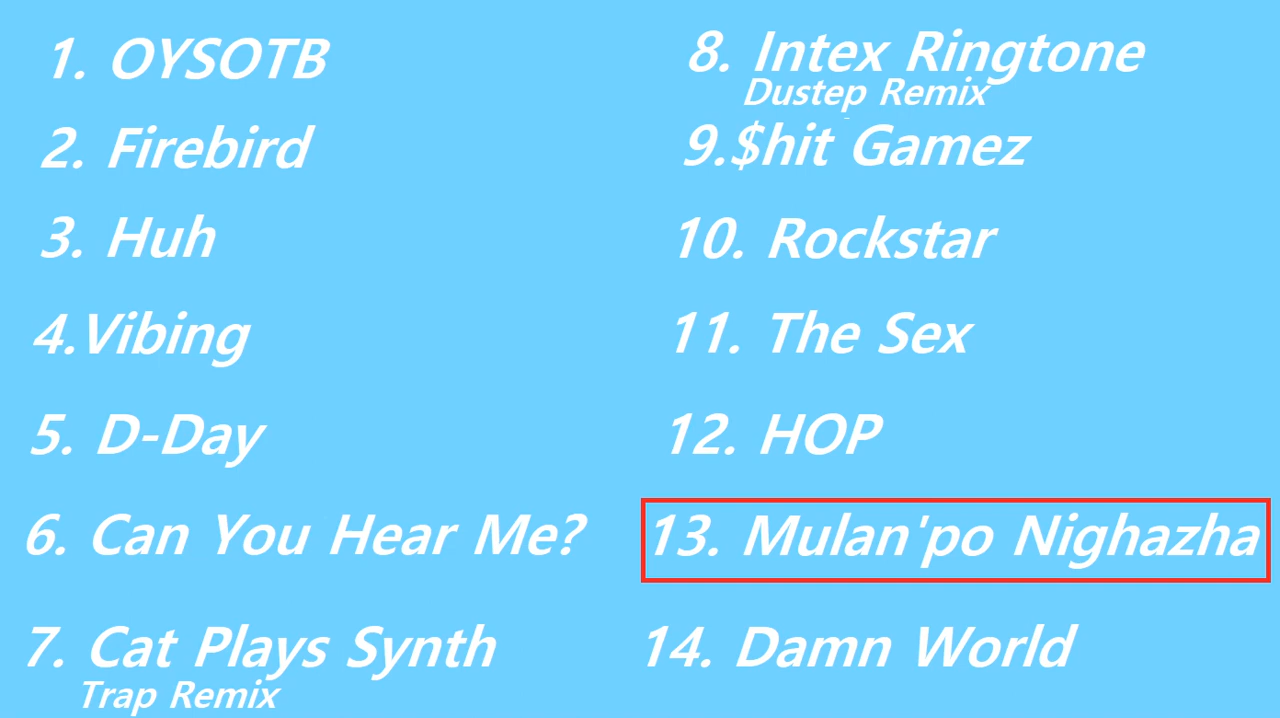 1. OYSOTB
2. Firebird
3. Huh
4.Vibing
5. D-Day
6. Can You Hear Me?
7. Cat Plays Synth
Trap Remix
8. Intex Ringtone
Dustep Remix
9.$hit Gamez
10. Rockstar
11. The Sex
12. HOP
13. Mulan'po Nighazha
14. Damn World